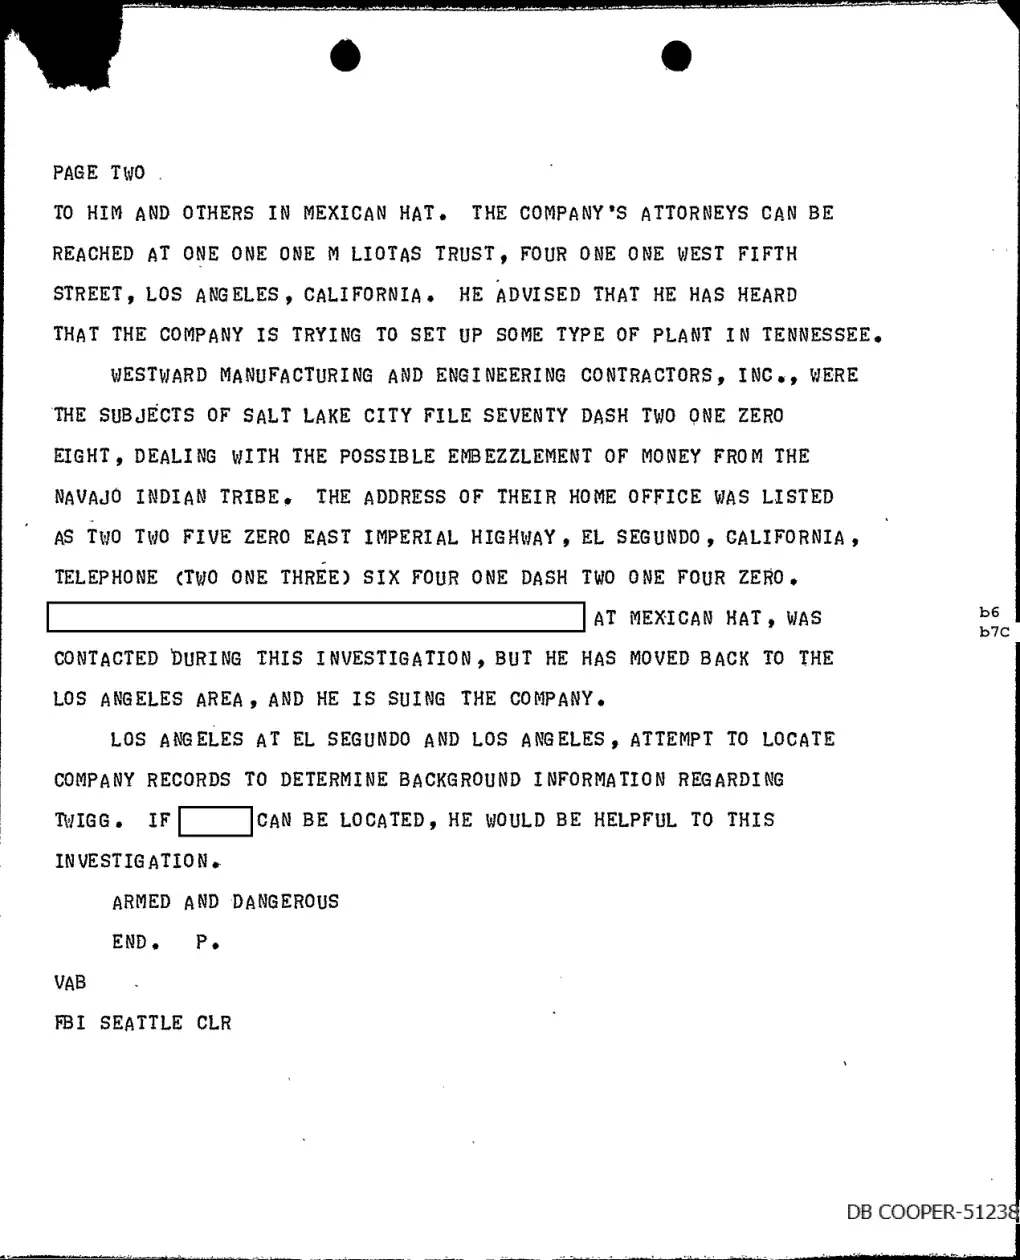 PAGE TWO
TO HIM AND OTHERS IN MEXICAN HAT. THE COMPANY'S ATTORNEYS CAN BE
REACHED AT ONE ONE ONE M LIOTAS TRUST, FOUR ONE ONE WEST FIFTH
STREET, LOS ANGELES, CALIFORNIA. HE ADVISED THAT HE HAS HEARD
THAT THE COMPANY IS TRYING TO SET UP SOME TYPE OF PLANT IN TENNESSEE.
WESTWARD MANUFACTURING AND ENGINEERING CONTRACTORS, INC., WERE
THE SUBJECTS OF SALT LAKE CITY FILE SEVENTY DASH TWO ONE ZERO
EIGHT, DEALING WITH THE POSSIBLE EMBEZZLEMENT OF MONEY FROM THE
NAVAJO INDIAN TRIBE. THE ADDRESS OF THEIR HOME OFFICE WAS LISTED
AS TWO TWO FIVE ZERO EAST IMPERIAL HIGHWAY, EL SEGUNDO, CALIFORNIA,
TELEPHONE (TWO ONE THREE) SIX FOUR ONE DASH TWO ONE FOUR ZERO.
AT MEXICAN HAT, WAS
b6
b7C
CONTACTED DURING THIS INVESTIGATION, BUT HE HAS MOVED BACK TO THE
LOS ANGELES AREA, AND HE IS SUING THE COMPANY.
LOS ANGELES AT EL SEGUNDO AND LOS ANGELES, ATTEMPT TO LOCATE
COMPANY RECORDS TO DETERMINE BACKGROUND INFORMATION REGARDING
TWIGG. IF CAN BE LOCATED, HE WOULD BE HELPFUL TO THIS
INVESTIGATION.
ARMED AND DANGEROUS
END. P.
VAB
FBI SEATTLE CLR
DB COOPER-51238